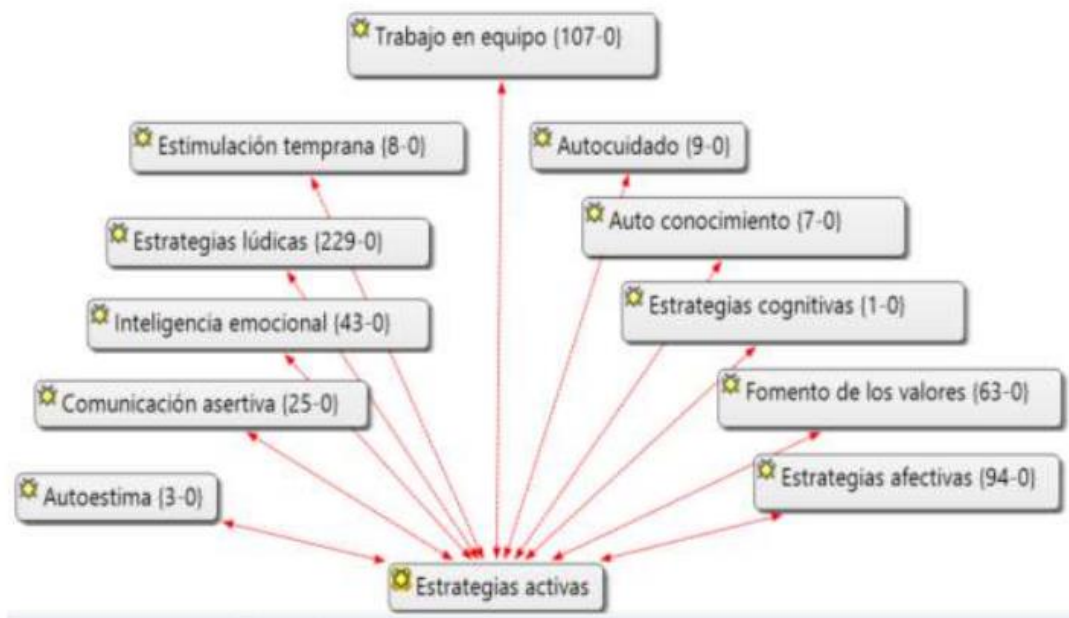 Trabajo en equipo (107-0)
Estimulación temprana (8-0)
Autocuidado (9-0)
Estrategias lúdicas (229-0)
Auto conocimiento (7-0)
Inteligencia emocional (43-0)
Estrategias cognitivas (1-0)
Comunicación asertiva (25-0)
Fomento de los valores (63-0)
Autoestima (3-0)
Estrategias afectivas (94-0)
Estrategias activas